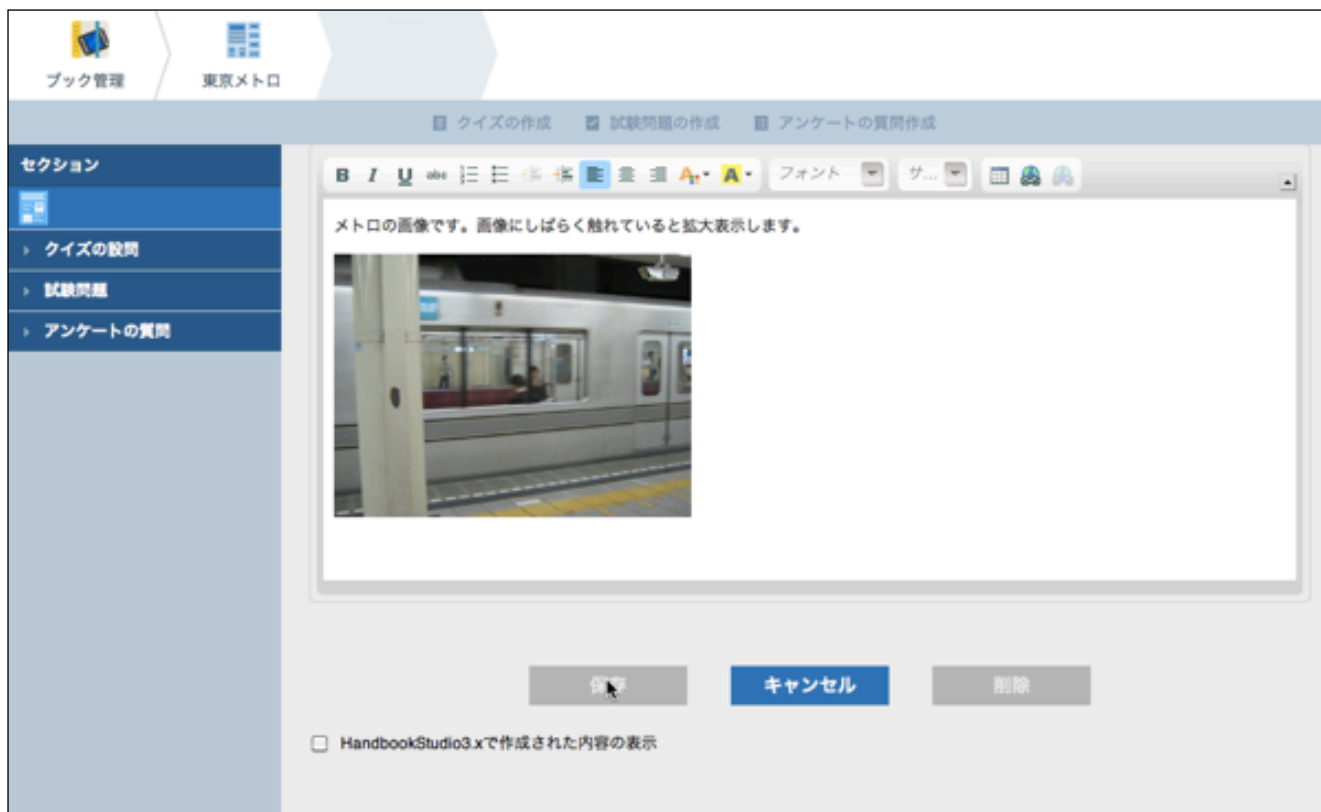 ブック管理
東京メトロ
クイズの作成 試験問題の作成 アンケートの質問作成
セクション
クイズの設問
試験問題
アンケートの質問
B I U abc フォント サ...
メトロの画像です。画像にしばらく触れていると拡大表示します。
保存 キャンセル 削除
HandbookStudio3.xで作成された内容の表示